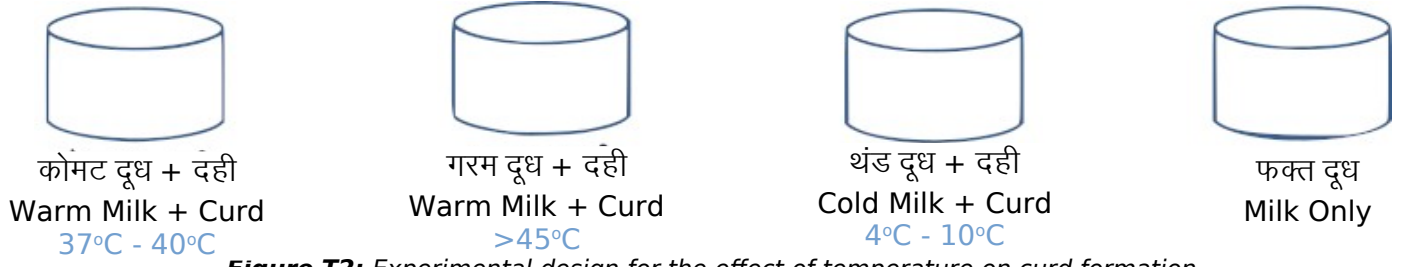 कोमट दूध + दही
Warm Milk + Curd
37°C - 40°C
गरम दूध + दही
Warm Milk + Curd
>45°C
थंड दूध + दही
Cold Milk + Curd
4°C - 10°C
फक्त दूध
Milk Only
Figure T2: Experimental design for the effect of temperature on curd formation